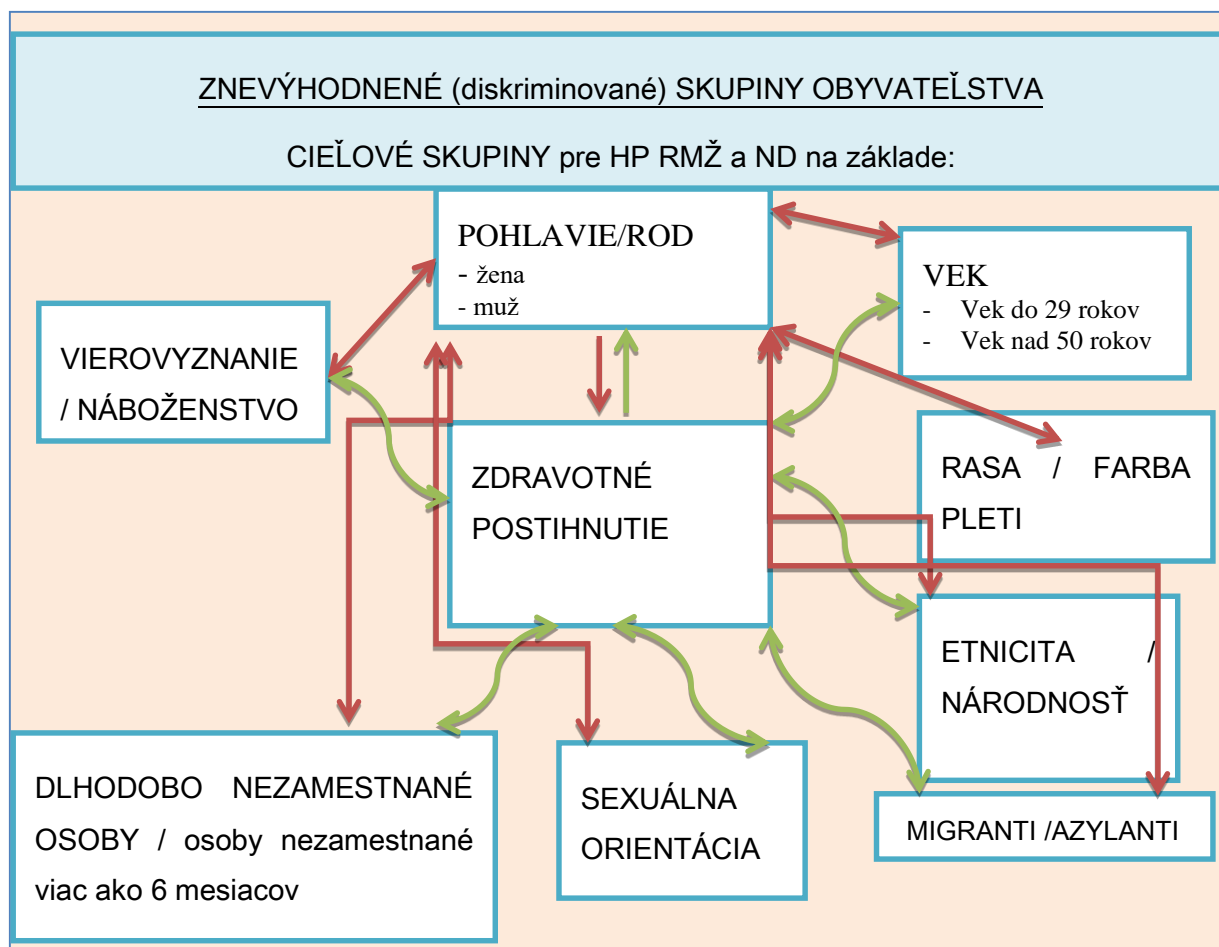 ZNEVÝHODNENÉ (diskriminované) SKUPINY OBYVATEĽSTVA
CIEĽOVÉ SKUPINY pre HP RMŽ a ND na základe:
POHLAVIE/ROD
- žena
- muž
VEK
- Vek do 29 rokov
- Vek nad 50 rokov
VIEROVYZNANIE
/ NÁBOŽENSTVO
ZDRAVOTNÉ
POSTIHNUTIE
RASA / FARBA
PLETI
ETNICITA /
NÁRODNOSŤ
DLHODOBO NEZAMESTNANÉ
OSOBY / osoby nezamestnané
viac ako 6 mesiacov
SEXUÁLNA
ORIENTÁCIA
MIGRANTI /AZYLANTI